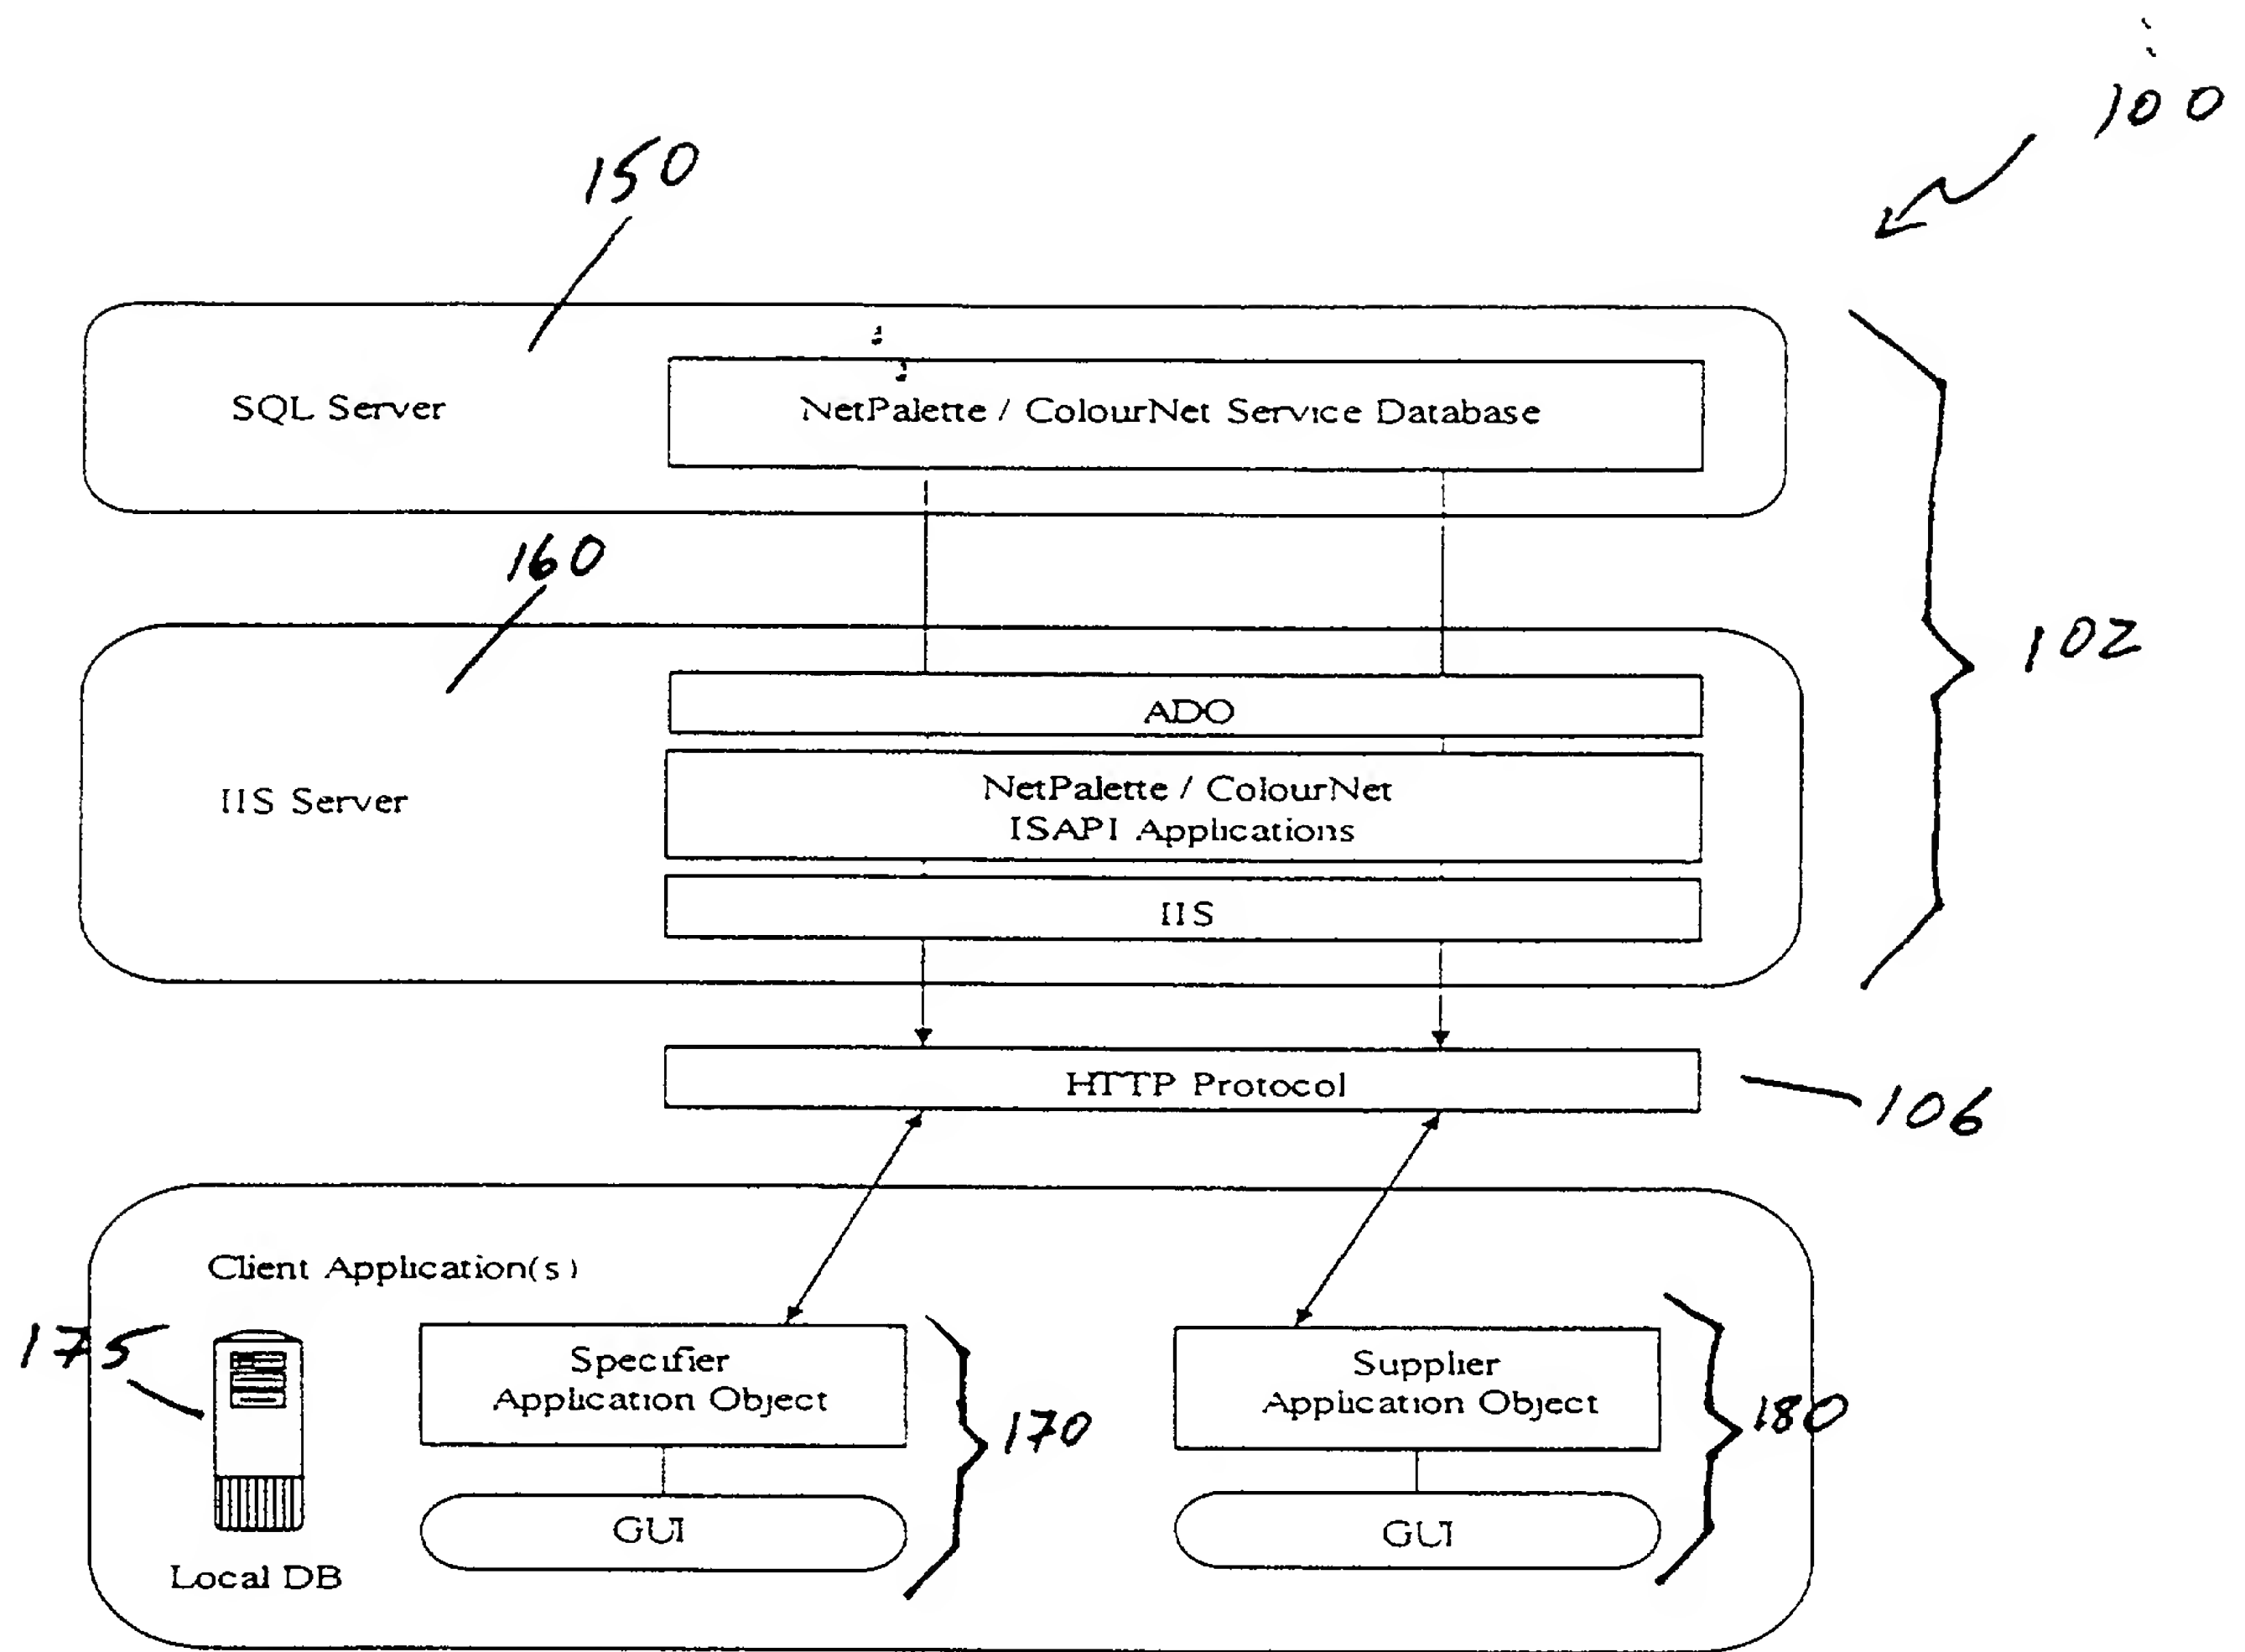 100
150
SQL Server
NetPalette / ColourNet Service Database
160
102
ADO
IIS Server
NetPalette / ColourNet
ISAPI Applications
IIS
HTTP Protocol
106
Client Application(s)
175
Specifier
Application Object
170
Supplier
Application Object
180
GUI
GUI
Local DB